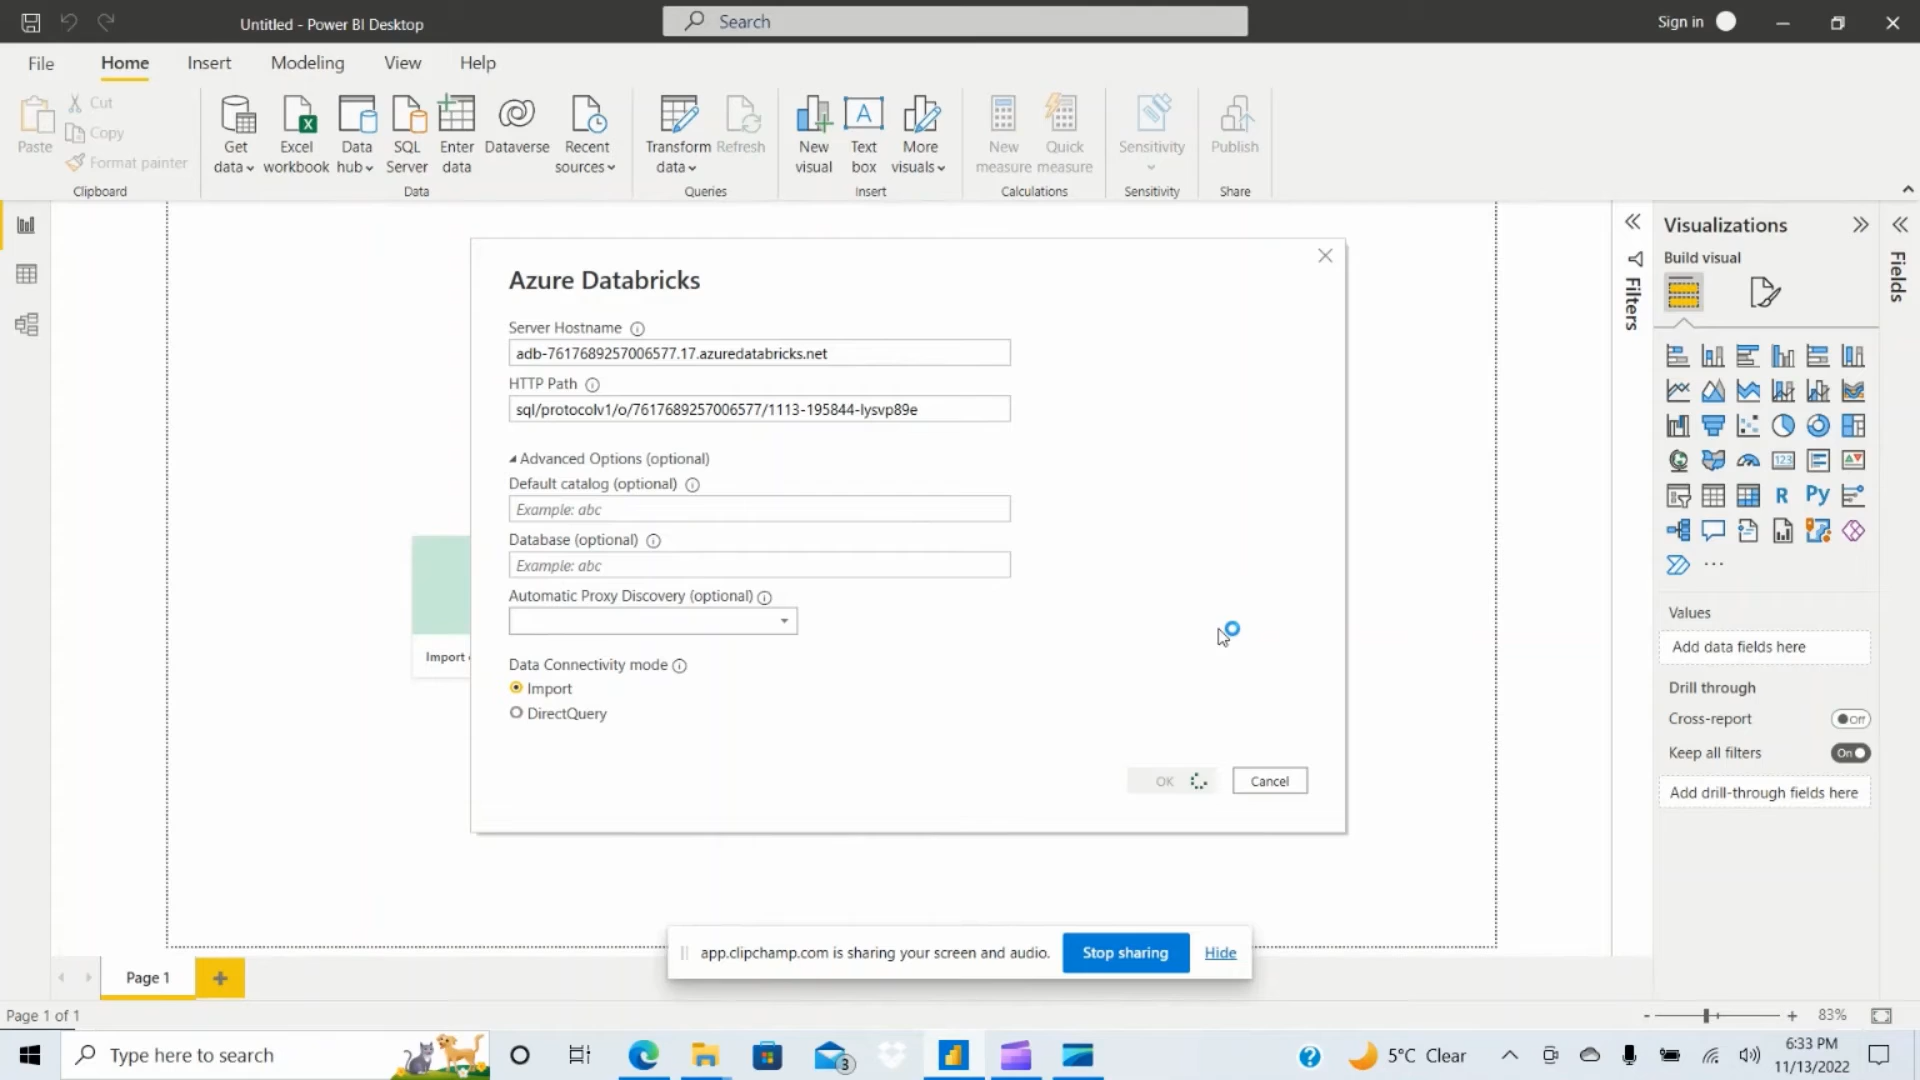 Untitled - Power BI Desktop
Search
Sign in
File
Home
Insert
Modeling
View
Help
Paste
Cut
Copy
Format painter
Clipboard
Get data
Excel workbook
Data hub
SQL Server
Enter data
Dataverse
Recent sources
Data
Transform data
Refresh
Queries
New visual
Text box
More visuals
Insert
New measure
Quick measure
Calculations
Sensitivity
Sensitivity
Publish
Share
Azure Databricks
Server Hostname
adb-7617689257006577.17.azuredatabricks.net
HTTP Path
sql/protocolv1/o/7617689257006577/1113-195844-lysvp89e
Advanced Options (optional)
Default catalog (optional)
Example: abc
Database (optional)
Example: abc
Automatic Proxy Discovery (optional)
Data Connectivity mode
Import
DirectQuery
OK
Cancel
Import
Filters
Visualizations
Build visual
R
Py
123
Values
Add data fields here
Drill through
Cross-report
Off
Keep all filters
On
Add drill-through fields here
Fields
app.clipchamp.com is sharing your screen and audio.
Stop sharing
Hide
Page 1
Page 1 of 1
83%
Type here to search
3
5°C Clear
6:33 PM
11/13/2022